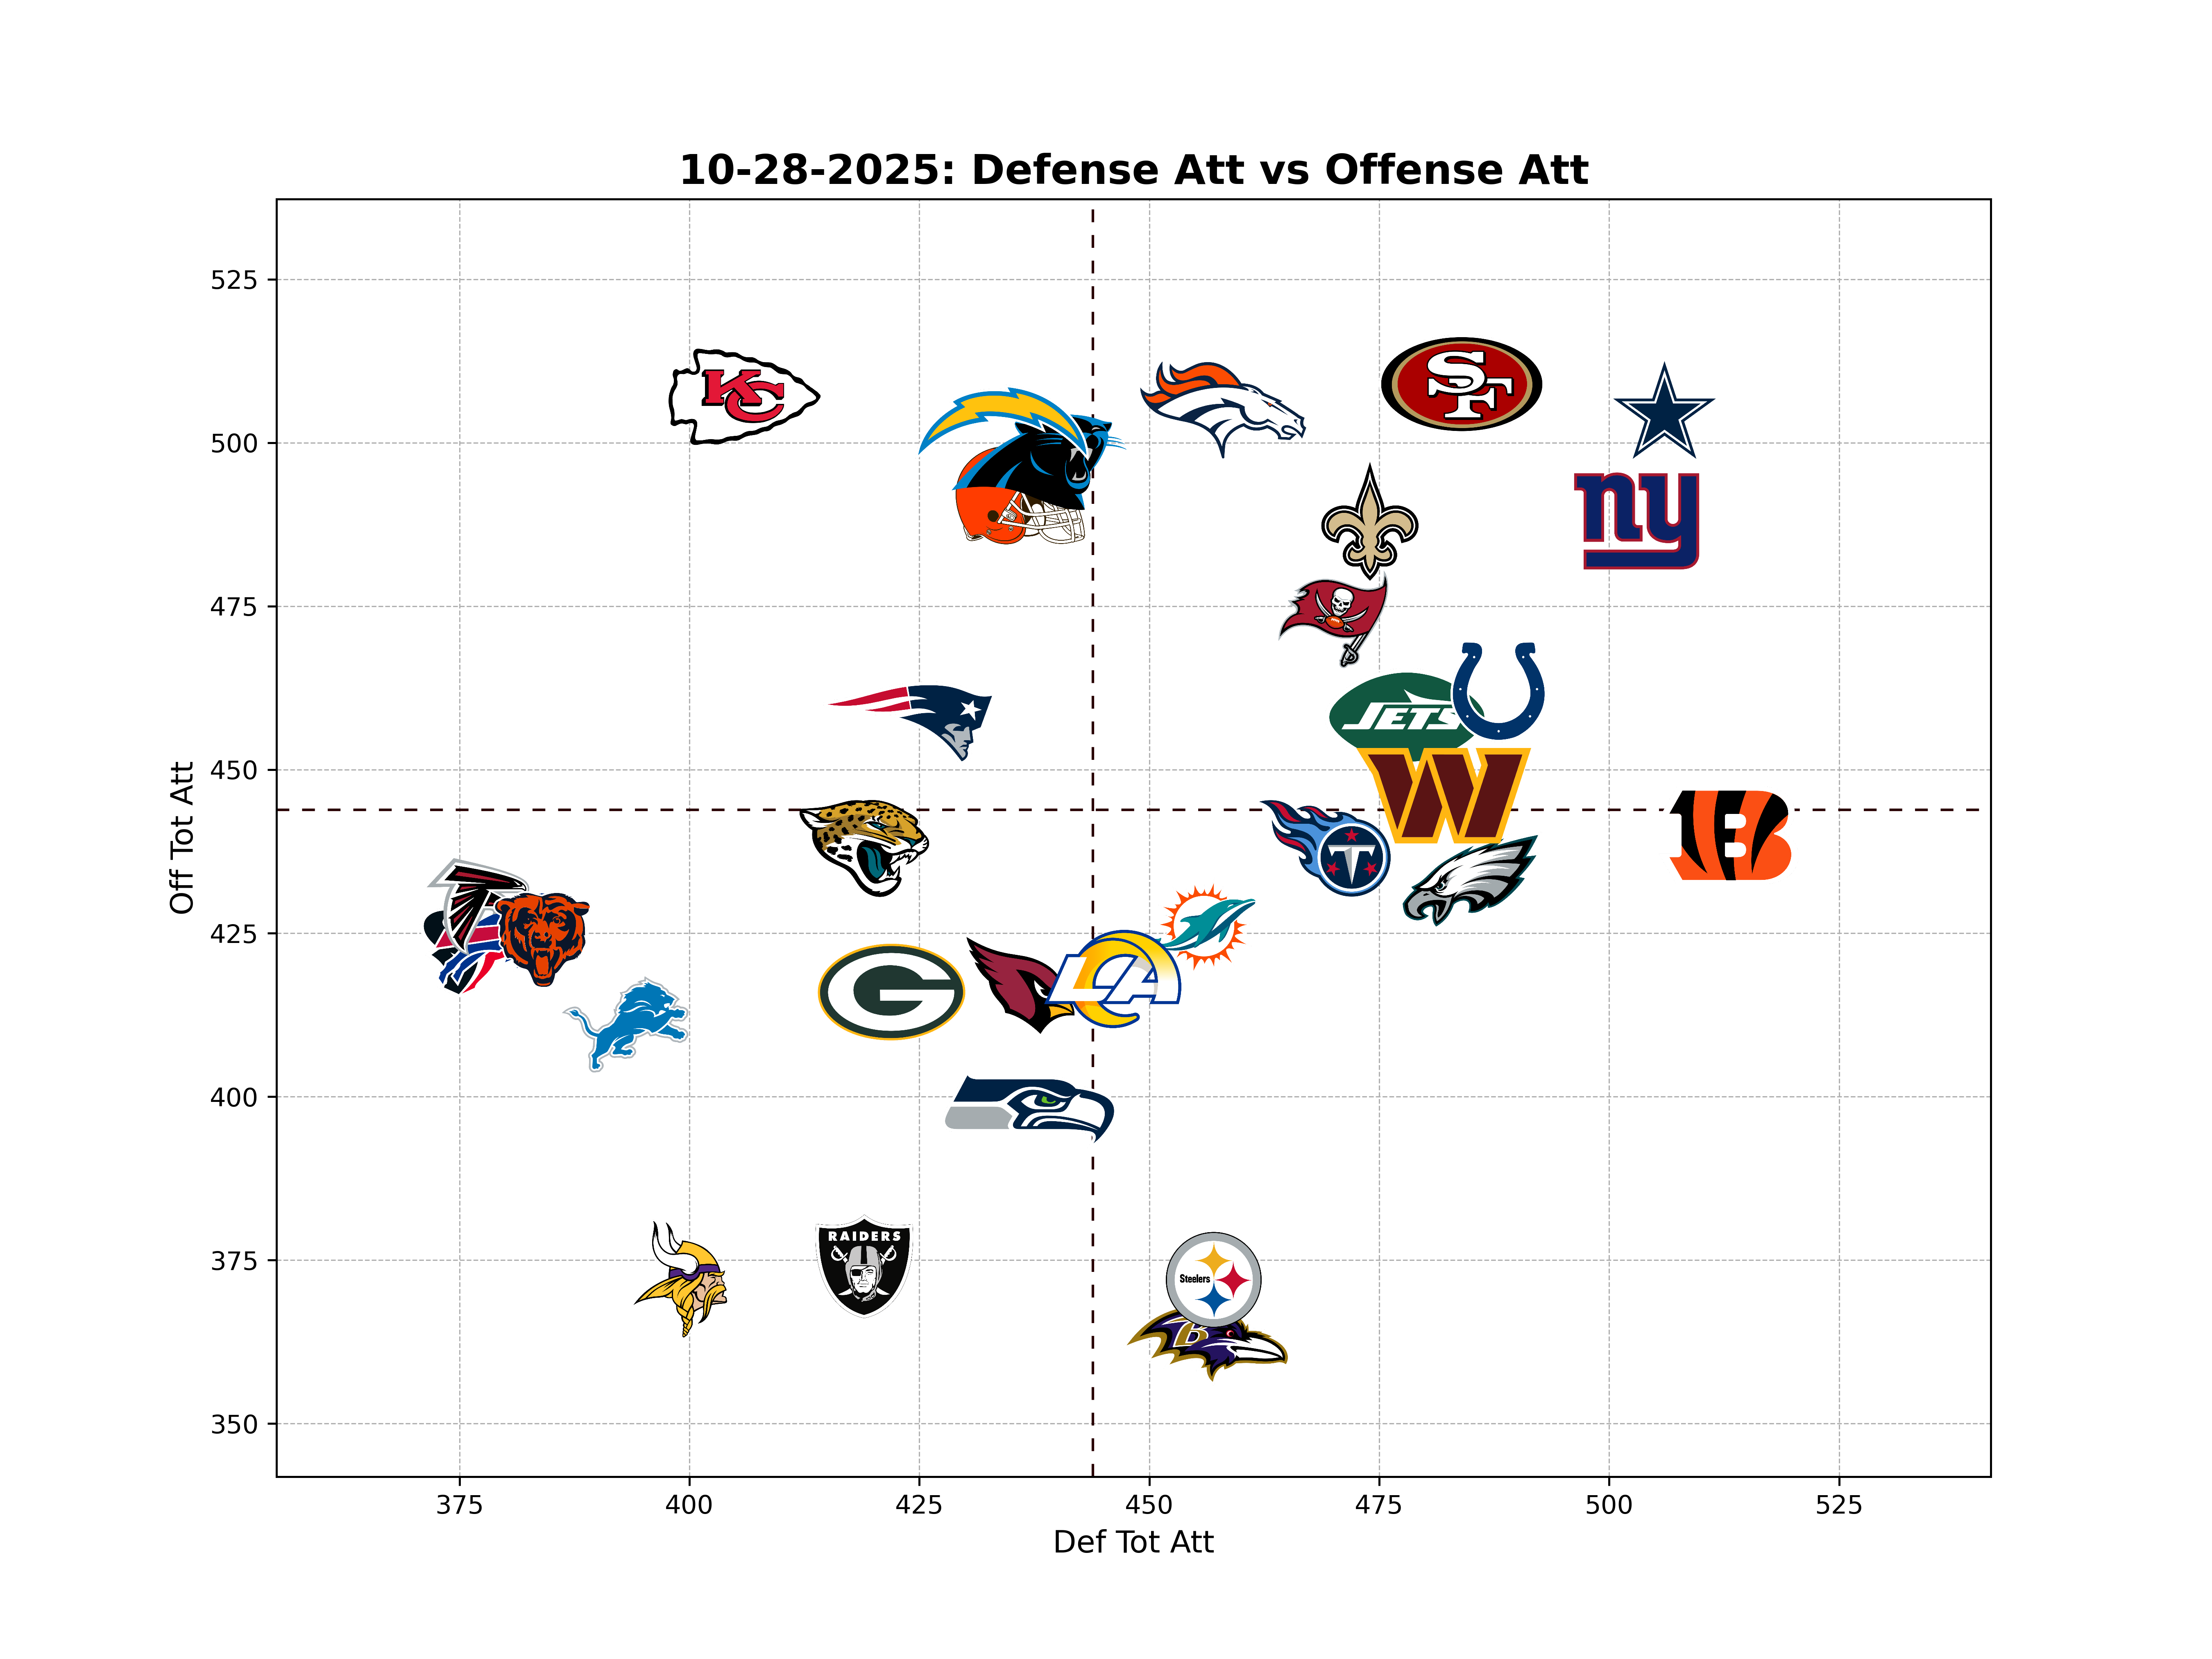 10-28-2025: Defense Att vs Offense Att
Off Tot Att
525
500
475
450
425
400
375
350
KC
SF
ny
JETS
W
B
T
G
LA
RAIDERS
Steelers
B
375
400
425
450
475
500
525
Def Tot Att